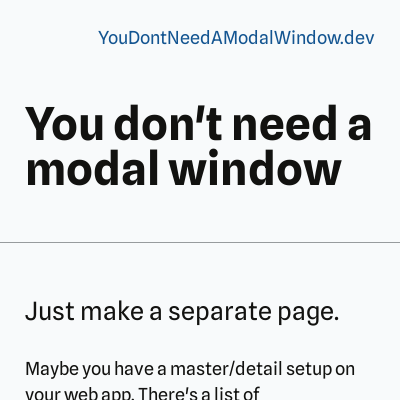 YouDontNeedAModalWindow.dev
You don't need a
modal window
Just make a separate page.
Maybe you have a master/detail setup on
your web app. There's a list of